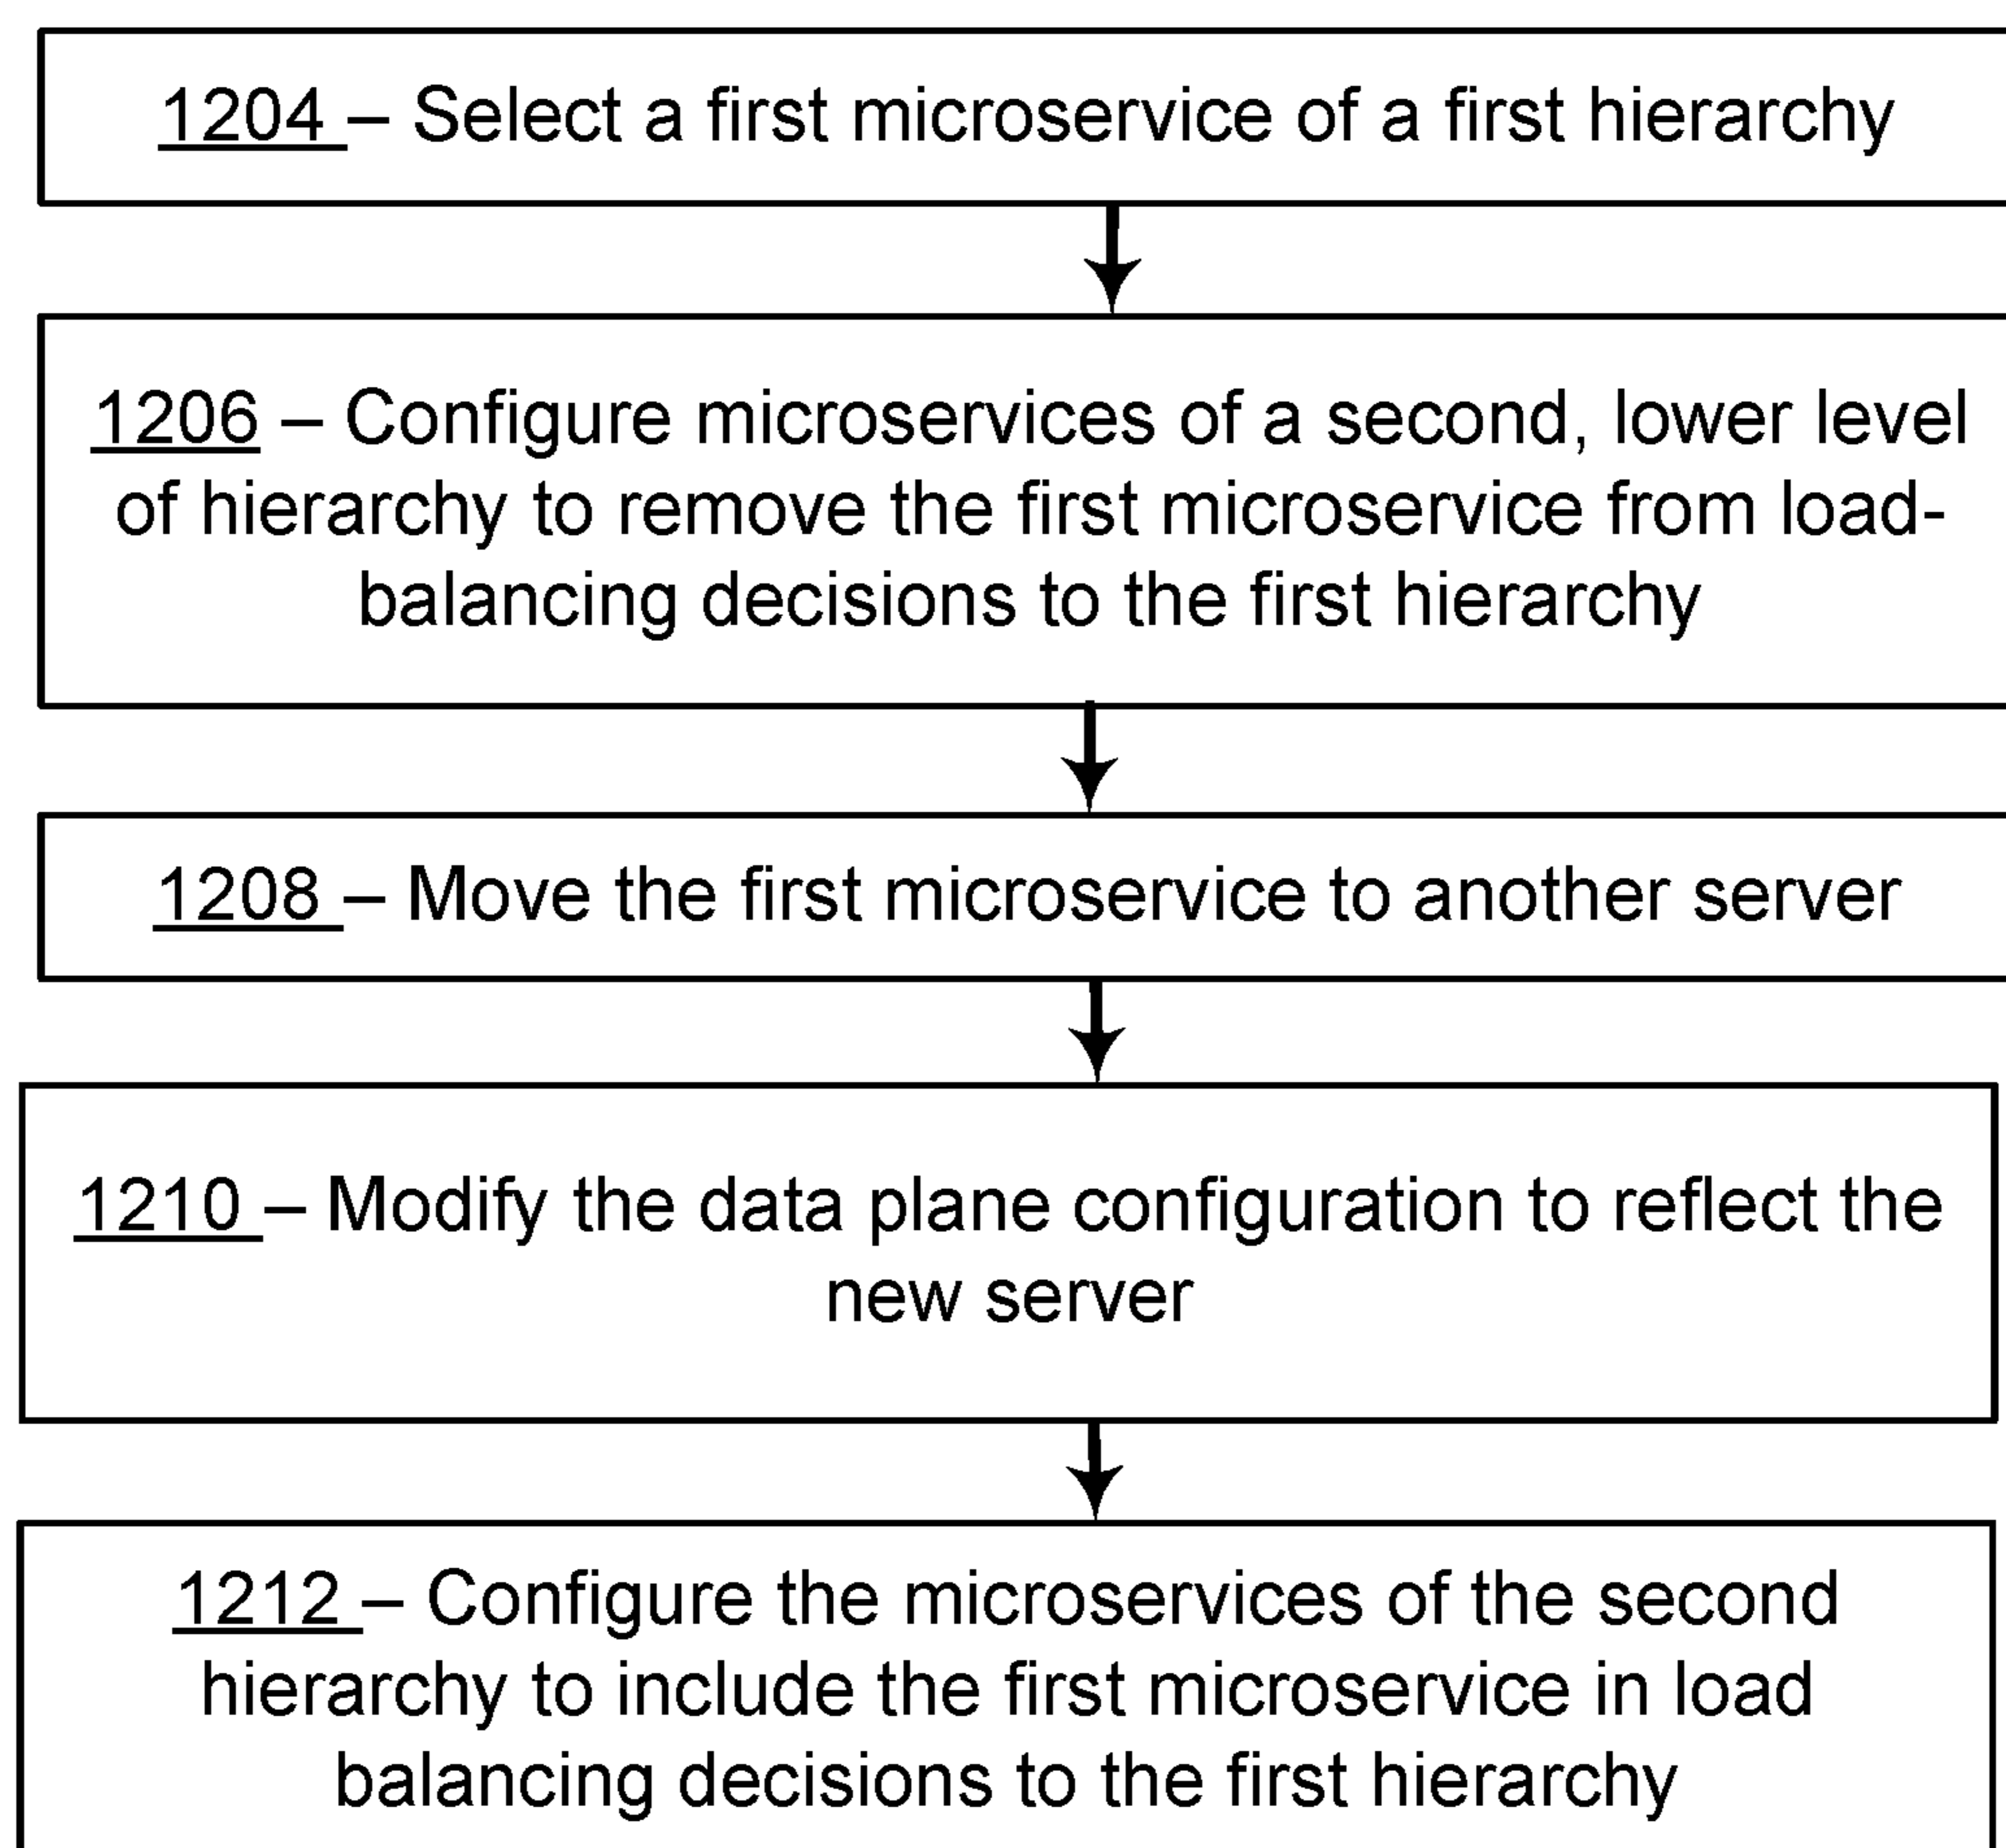 1204 – Select a first microservice of a first hierarchy
1206 – Configure microservices of a second, lower level
of hierarchy to remove the first microservice from load-
balancing decisions to the first hierarchy
1208 – Move the first microservice to another server
1210 – Modify the data plane configuration to reflect the
new server
1212 – Configure the microservices of the second
hierarchy to include the first microservice in load
balancing decisions to the first hierarchy